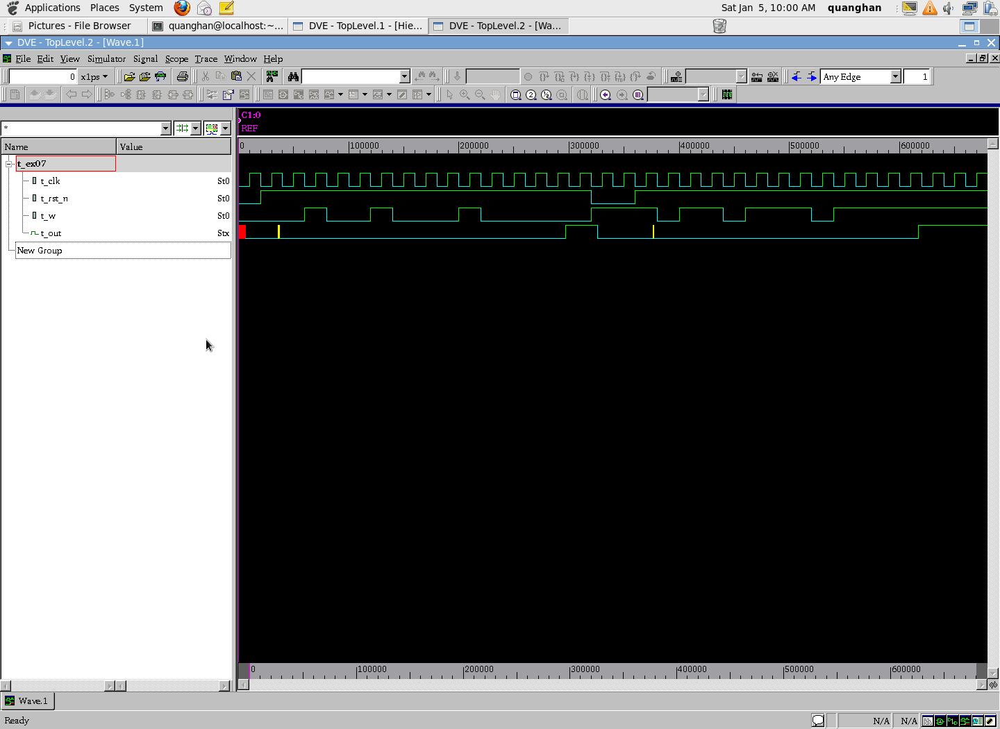 Applications Places System Sat Jan 5, 10:00 AM quanghan
Pictures - File Browser quanghan@localhost:~... DVE - TopLevel.1 - [Hie... DVE - TopLevel.2 - [Wa...
DVE - TopLevel.2 - [Wave.1]
File Edit View Simulator Signal Scope Trace Window Help
0 x1ps Any Edge 1
C1:0
REF
*
Name Value
0 100000 200000 300000 400000 500000 600000
t_ex07
t_clk St0
t_rst_n St0
t_w St0
t_out Stx
New Group
0 100000 200000 300000 400000 500000 600000
Wave.1
Ready N/A N/A